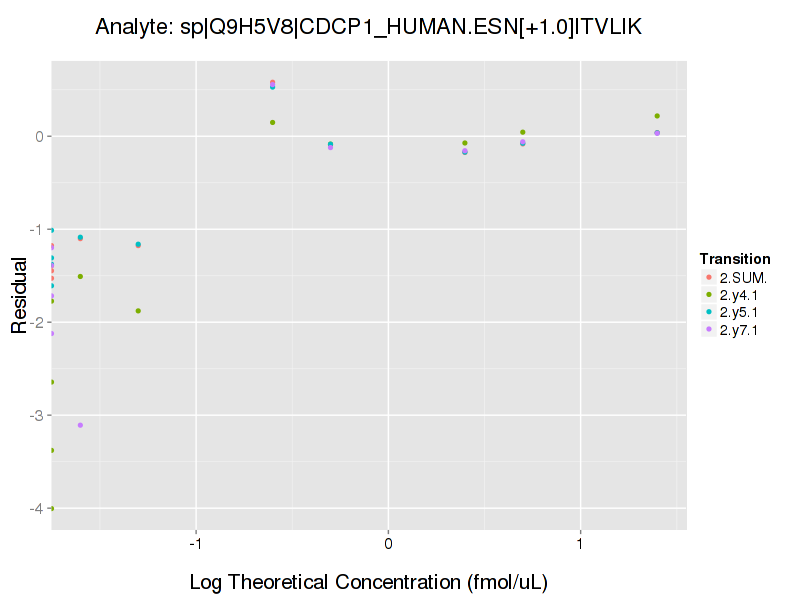 Analyte: sp|Q9H5V8|CDCP1_HUMAN.ESN[+1.0]ITVLIK
Residual
0
-1
-2
-3
-4
-1 0 1
Log Theoretical Concentration (fmol/uL)
Transition
2.SUM.
2.y4.1
2.y5.1
2.y7.1